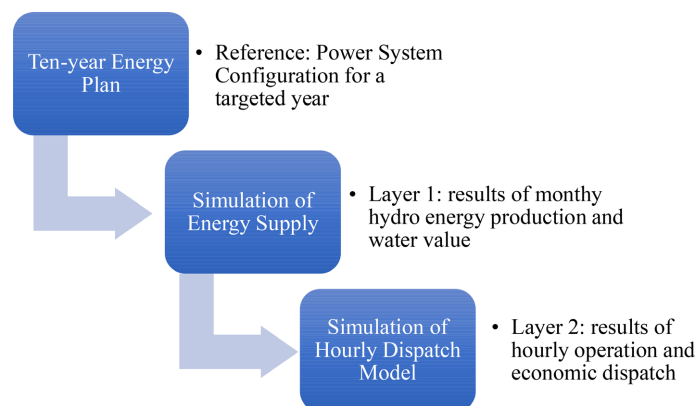 Ten-year Energy
Plan
• Reference: Power System
Configuration for a
targeted year
Simulation of
Energy Supply
• Layer 1: results of monthy
hydro energy production and
water value
Simulation of
Hourly Dispatch
Model
• Layer 2: results of
hourly operation and
economic dispatch